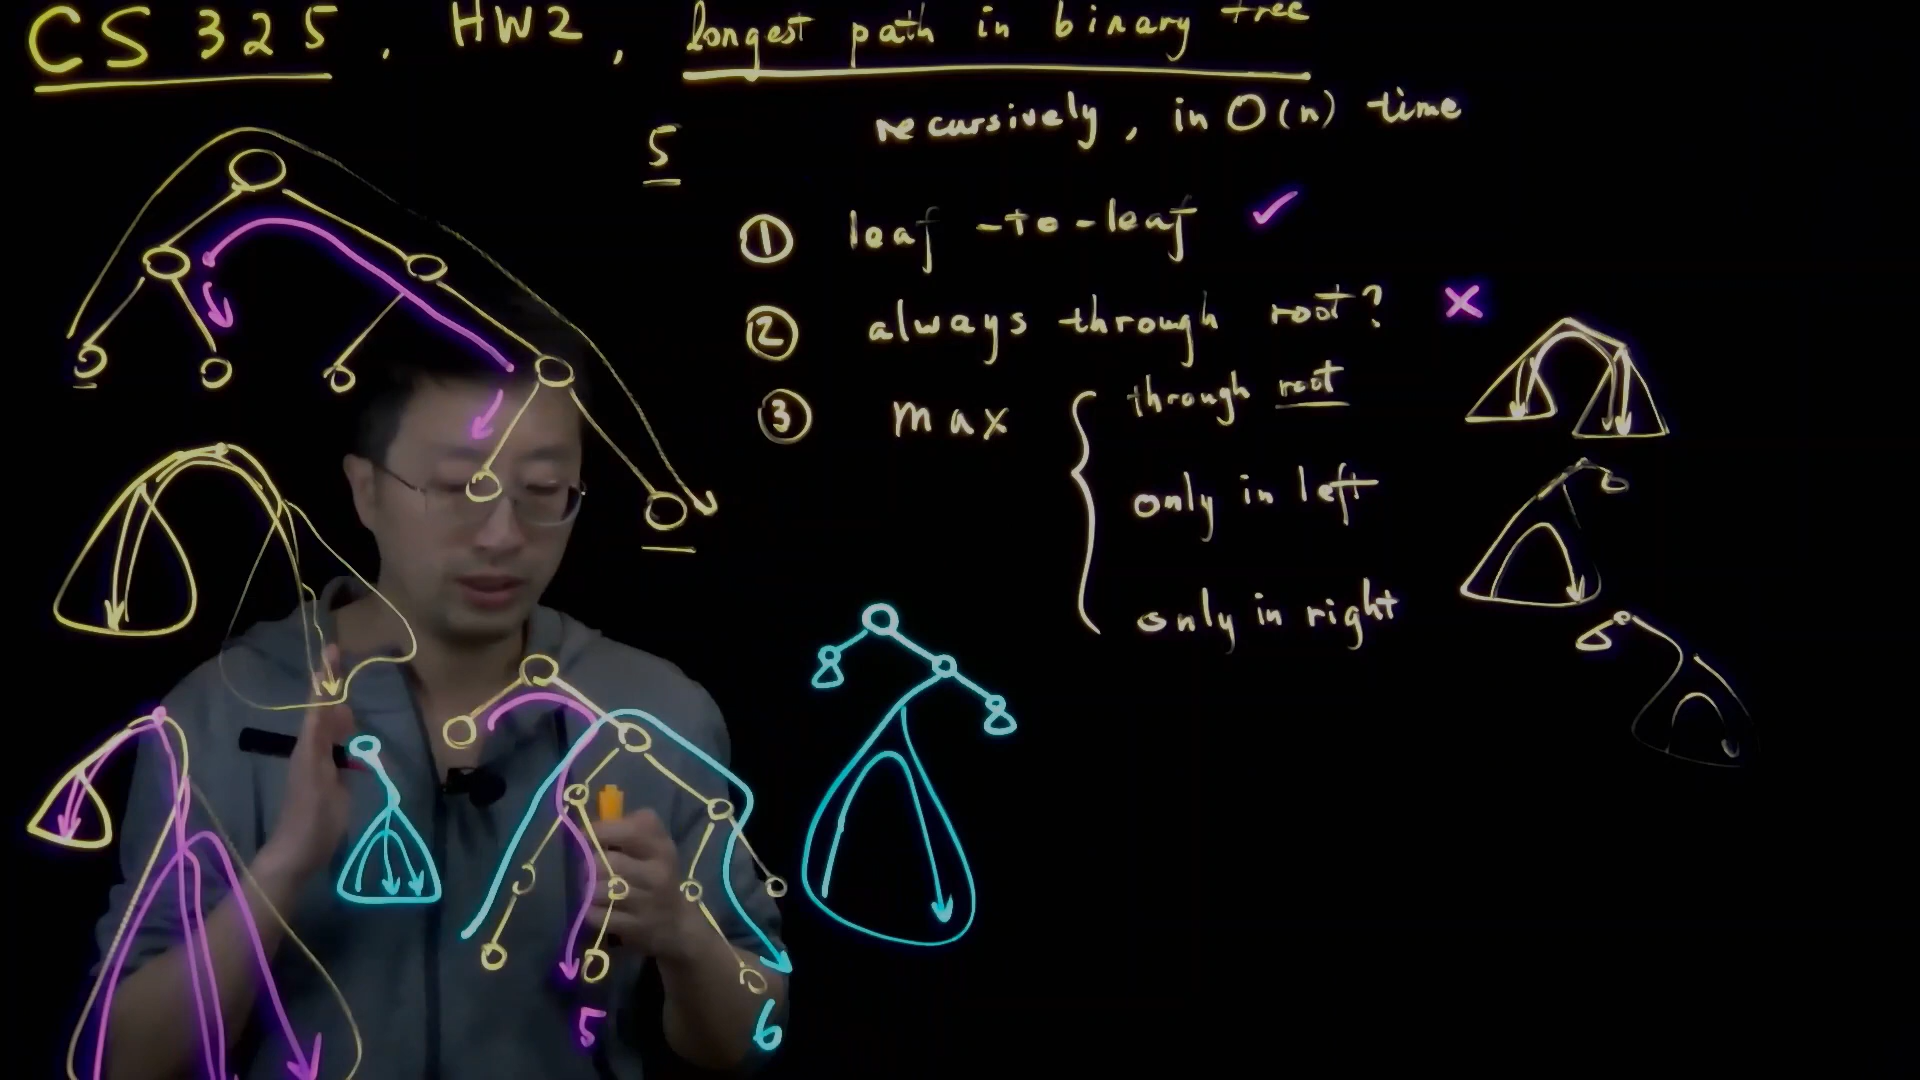 CS 325, HW2, longest path in binary tree
recursively, in O(n) time
5
① leaf-to-leaf ✓
② always through root? ×
③ max { through root
only in left
only in right
5
6